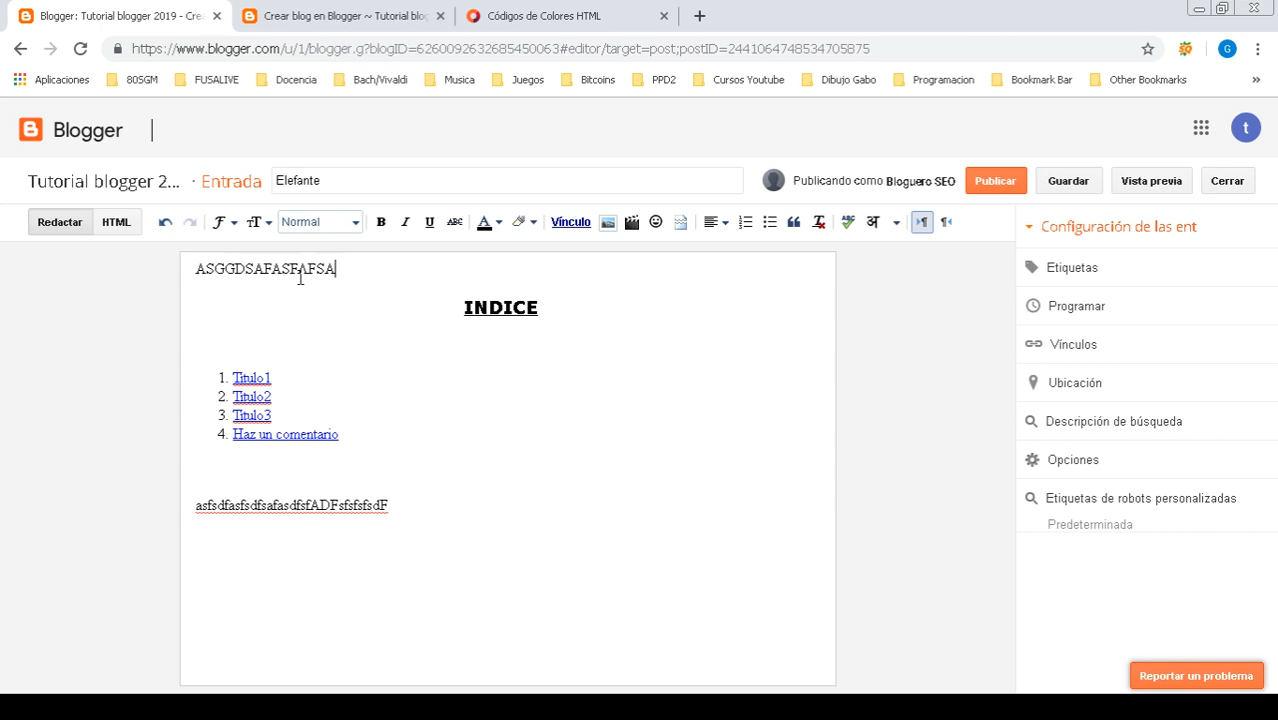 Blogger: Tutorial blogger 2019 - Crea
Crear blog en Blogger ~ Tutorial blog
Códigos de Colores HTML
https://www.blogger.com/u/1/blogger.g?blogID=6260092632685450063#editor/target=post;postID=2441064748534705875
G
Aplicaciones 80SGM FUSALIVE Docencia Bach/Vivaldi Musica Juegos Bitcoins PPD2 Cursos Youtube Dibujo Gabo Programacion Bookmark Bar Other Bookmarks »
Blogger
t
Tutorial blogger 2... · Entrada Elefante Publicando como Bloguero SEO Publicar Guardar Vista previa Cerrar
Redactar HTML Normal B I U ABC A Vínculo अ
Configuración de las ent
ASGGDSAFASFAFSA
Etiquetas
INDICE
Programar
Vínculos
1. Titulo1
Ubicación
2. Titulo2
3. Titulo3
Descripción de búsqueda
4. Haz un comentario
Opciones
asfsdfasfsdfsafasdfsfADFsfsfsfsdF
Etiquetas de robots personalizadas
Predeterminada
Reportar un problema